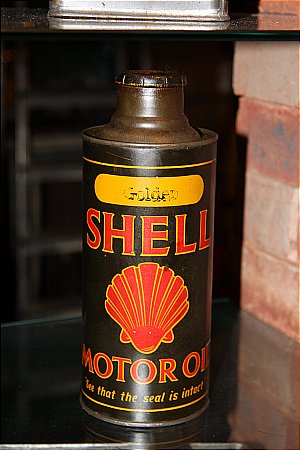 Golden
SHELL
MOTOR OIL
See that the seal is intact